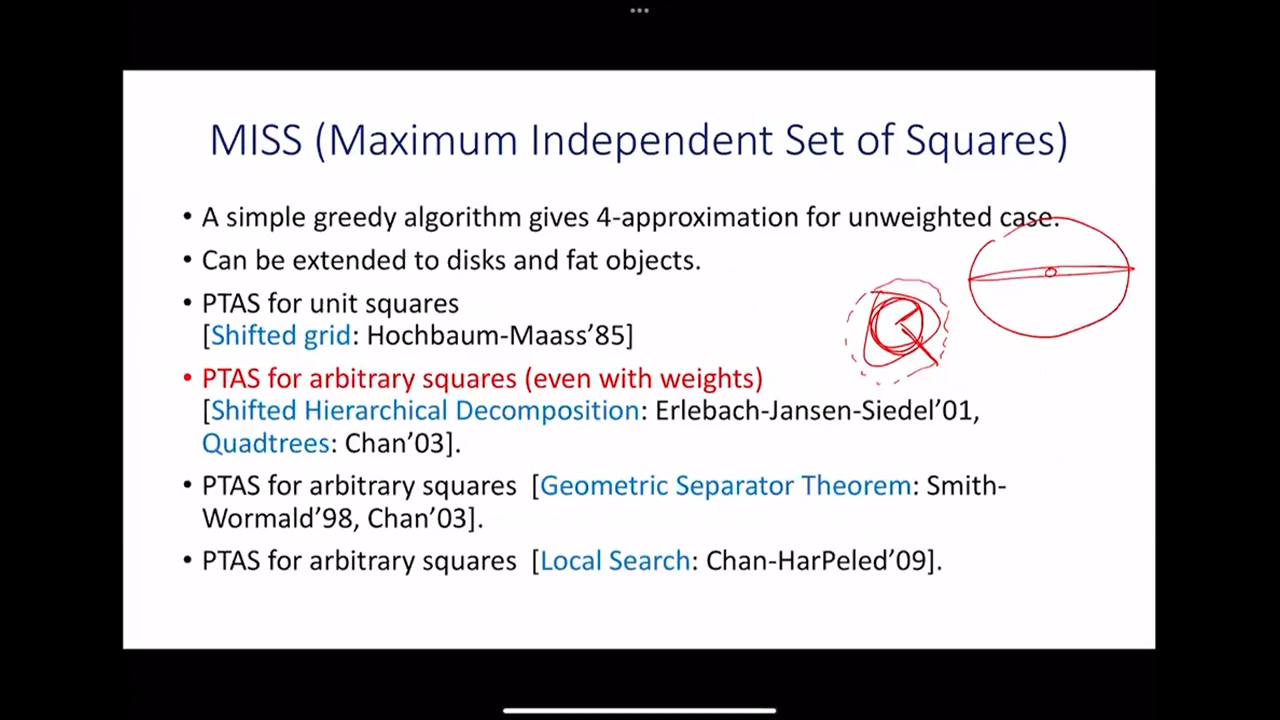 MISS (Maximum Independent Set of Squares)
• A simple greedy algorithm gives 4-approximation for unweighted case.
• Can be extended to disks and fat objects.
• PTAS for unit squares
[Shifted grid: Hochbaum-Maass’85]
• PTAS for arbitrary squares (even with weights)
[Shifted Hierarchical Decomposition: Erlebach-Jansen-Siedel’01,
Quadtrees: Chan’03].
• PTAS for arbitrary squares [Geometric Separator Theorem: Smith-
Wormald’98, Chan’03].
• PTAS for arbitrary squares [Local Search: Chan-HarPeled’09].